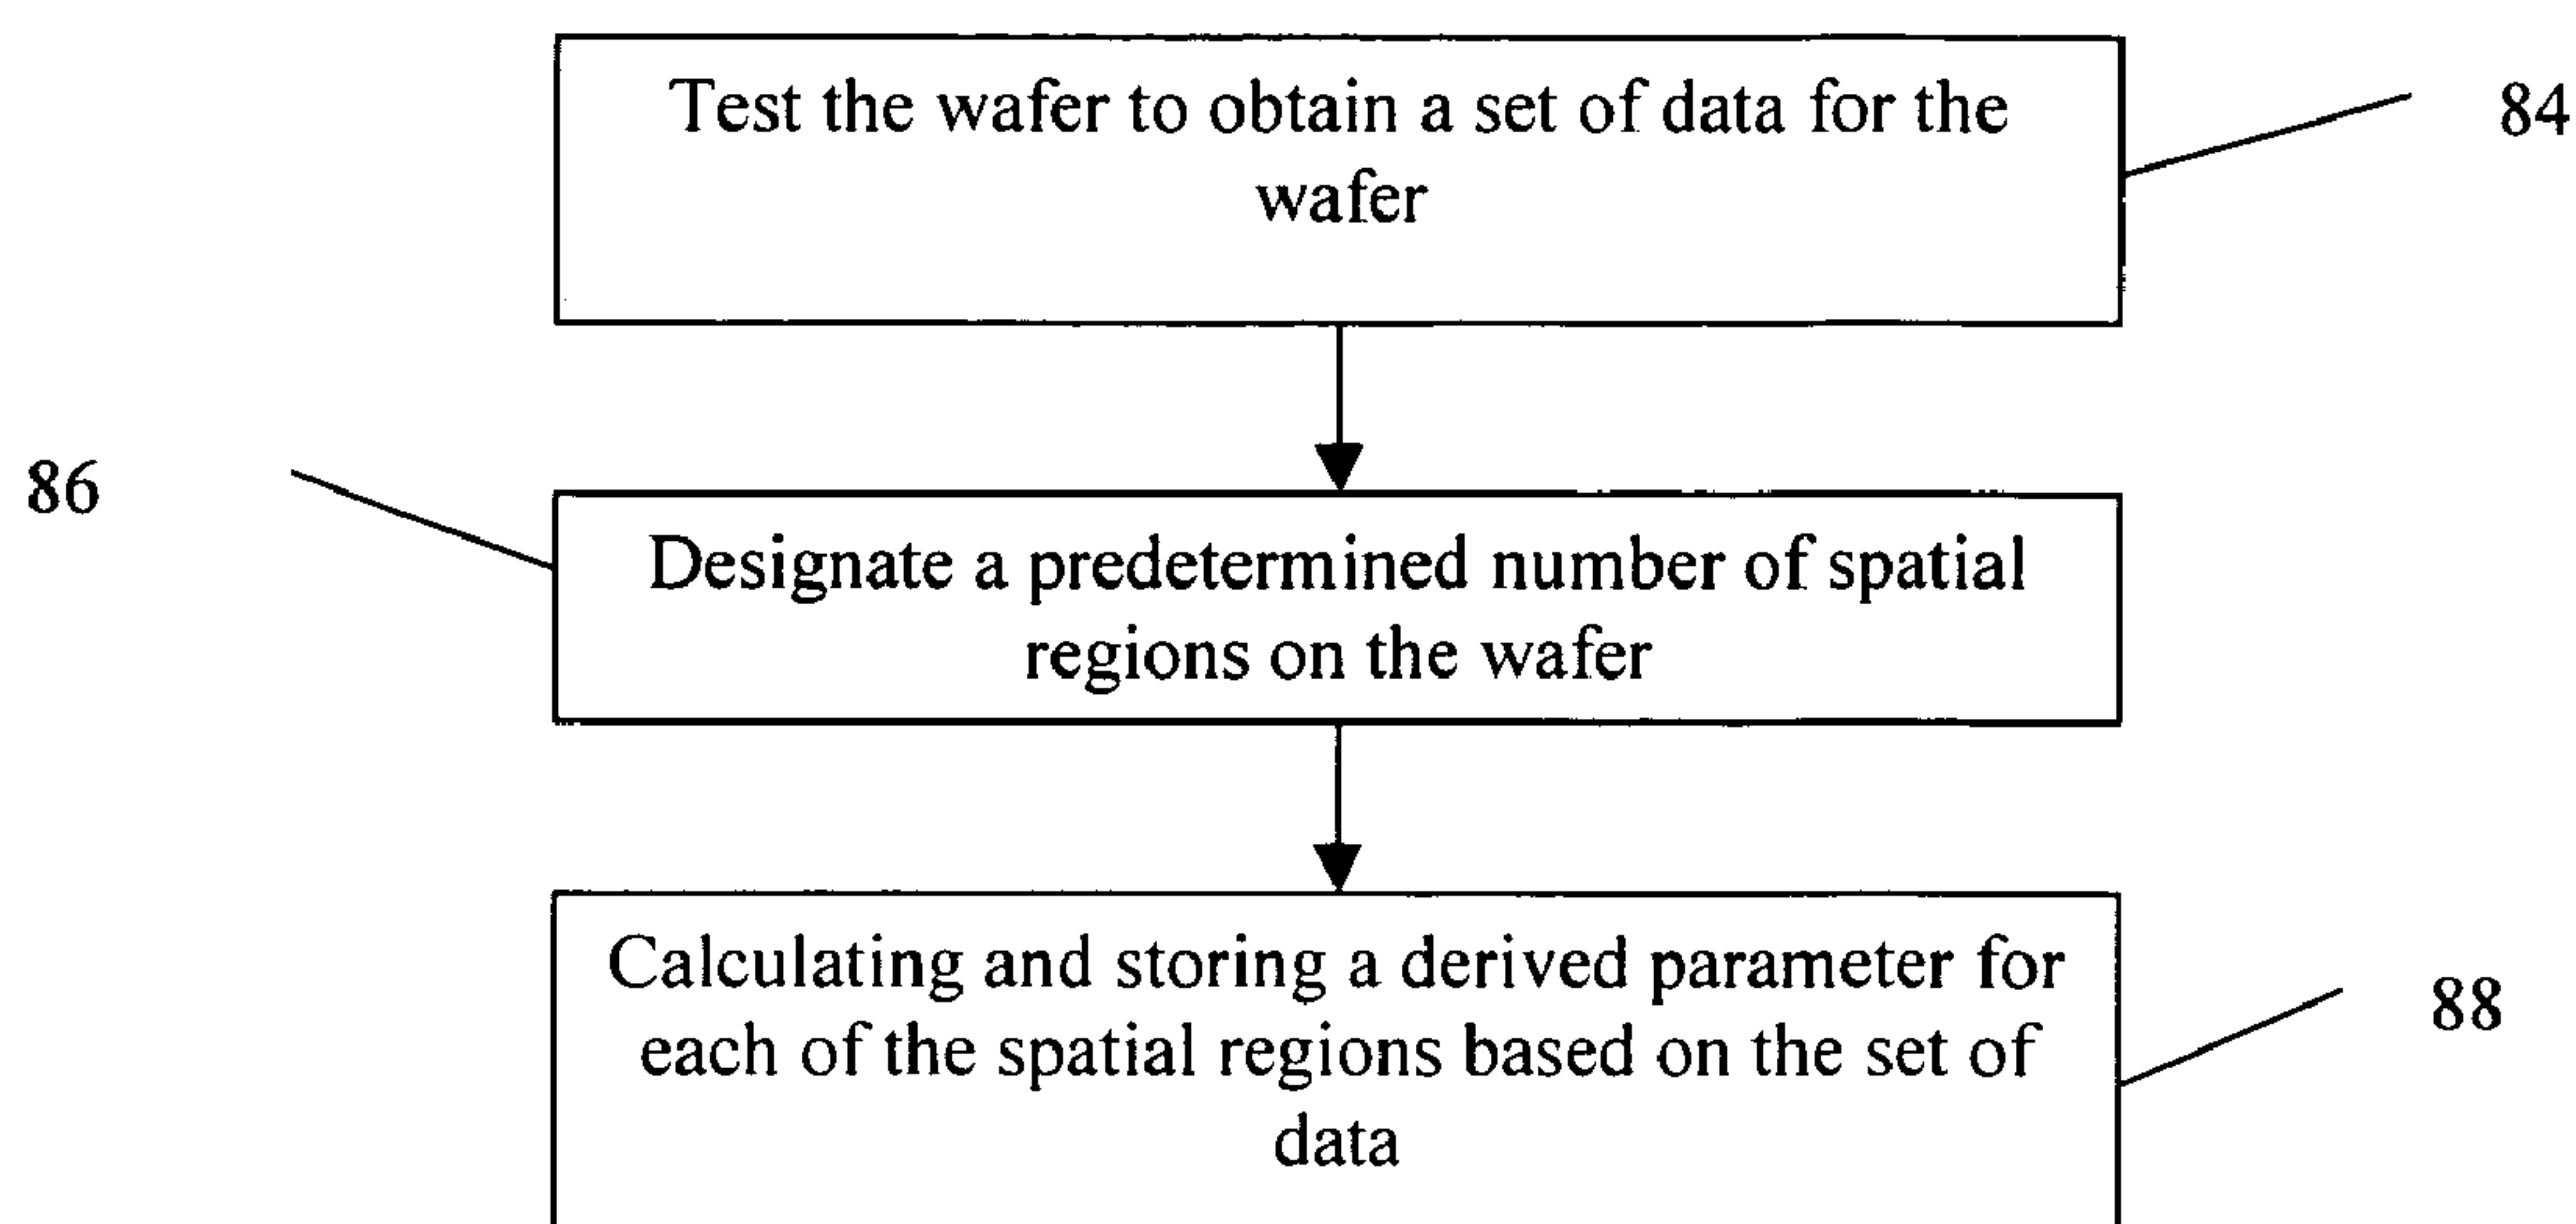 Test the wafer to obtain a set of data for the
wafer
84
86
Designate a predetermined number of spatial
regions on the wafer
Calculating and storing a derived parameter for
each of the spatial regions based on the set of
data
88